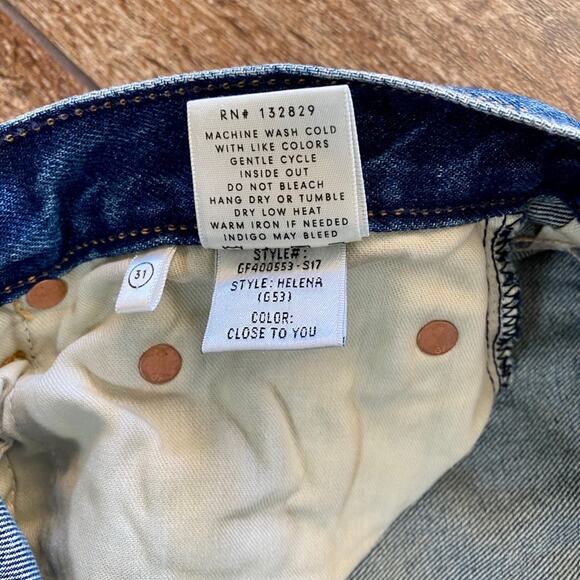 RN# 132829
MACHINE WASH COLD
WITH LIKE COLORS
GENTLE CYCLE
INSIDE OUT
DO NOT BLEACH
HANG DRY OR TUMBLE
DRY LOW HEAT
WARM IRON IF NEEDED
INDIGO MAY BLEED
STYLE#:
GF400553-S17
STYLE: HELENA
(G53)
COLOR:
CLOSE TO YOU
31